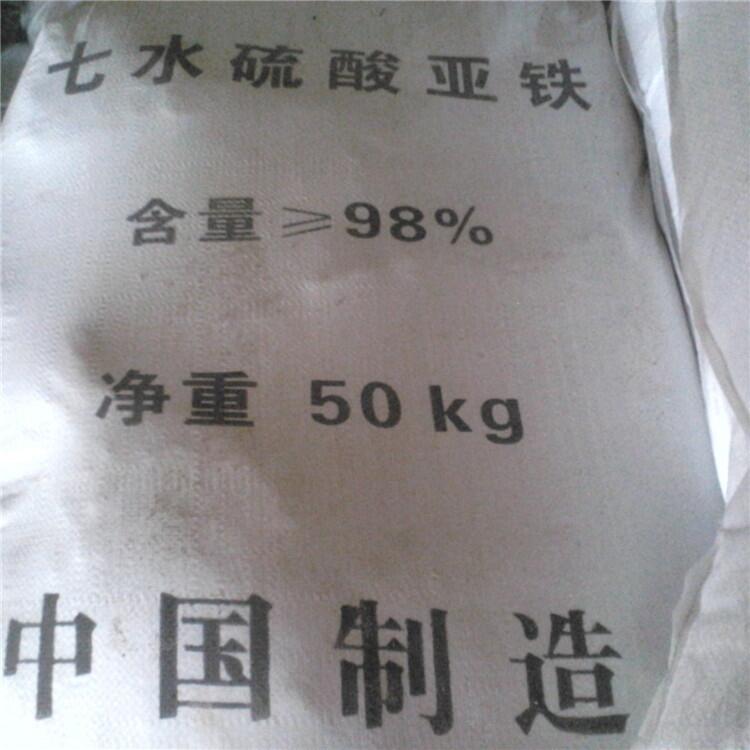 七水硫酸亚铁
含量≥98%
净重 50kg
中国制造